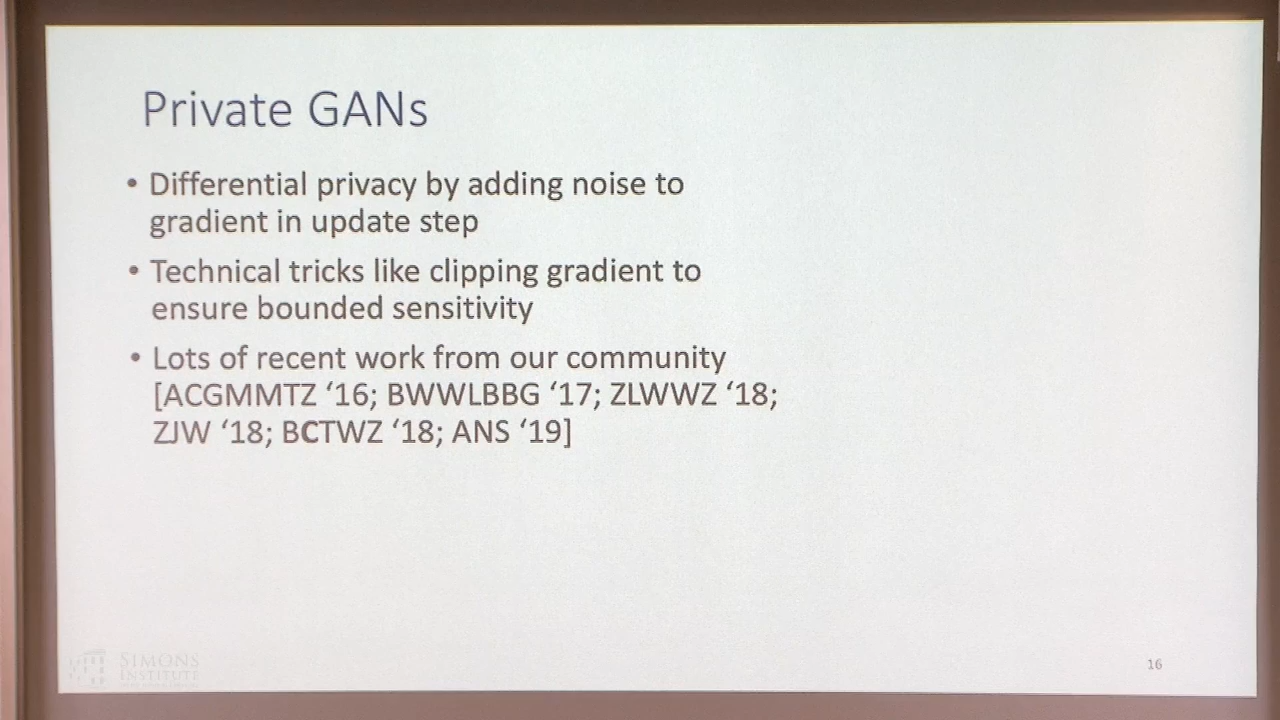 Private GANs
• Differential privacy by adding noise to
gradient in update step
• Technical tricks like clipping gradient to
ensure bounded sensitivity
• Lots of recent work from our community
[ACGMMTZ ‘16; BWWLBBG ‘17; ZLWWZ ‘18;
ZJW ‘18; BCTWZ ‘18; ANS ‘19]
SIMONS
INSTITUTE
16